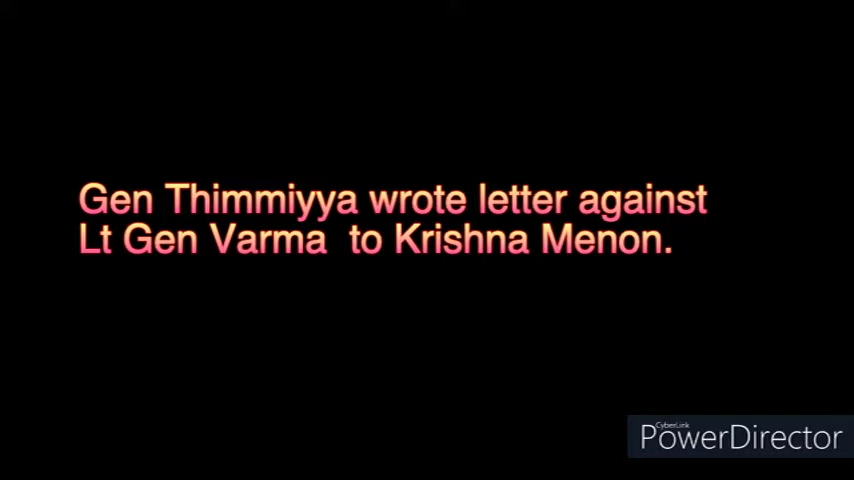 Gen Thimmiyya wrote letter against
Lt Gen Varma to Krishna Menon.
CyberLink
PowerDirector